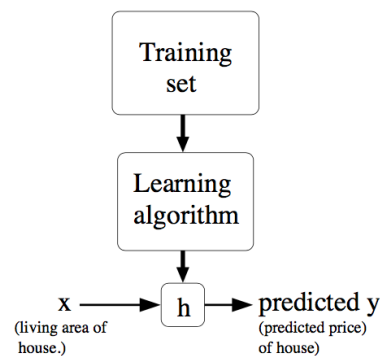 Training
set
Learning
algorithm
x
h
predicted y
(living area of
house.)
(predicted price)
of house)